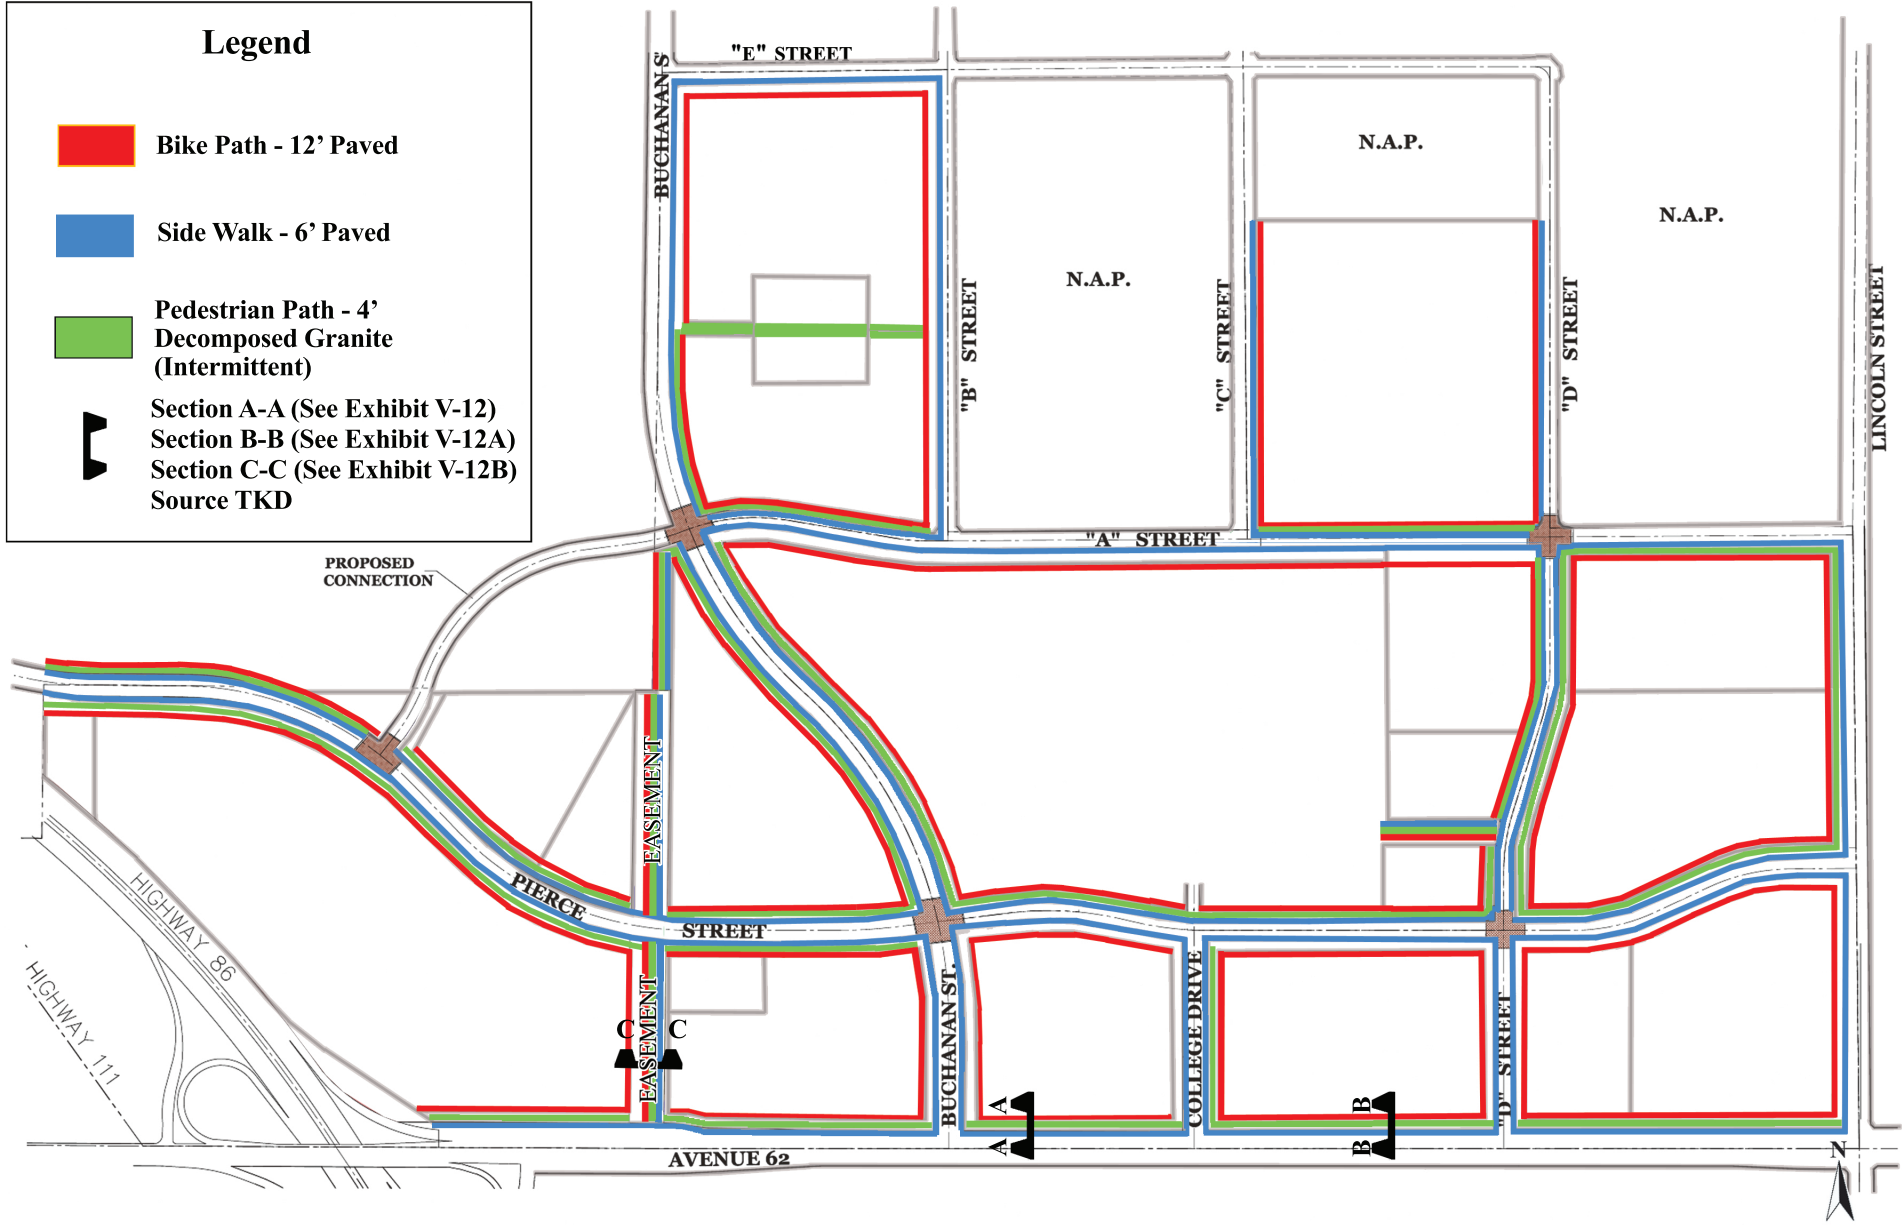 Legend
Bike Path - 12’ Paved
Side Walk - 6’ Paved
Pedestrian Path - 4’
Decomposed Granite
(Intermittent)
Section A-A (See Exhibit V-12)
Section B-B (See Exhibit V-12A)
Section C-C (See Exhibit V-12B)
Source TKD
"E" STREET
BUCHANAN S
N.A.P.
N.A.P.
N.A.P.
"B" STREET
"C" STREET
"D" STREET
LINCOLN STREET
"A" STREET
PROPOSED
CONNECTION
EASEMENT
PIERCE
STREET
HIGHWAY 86
HIGHWAY 111
EASEMENT
C
C
BUCHANAN ST.
COLLEGE DRIVE
"D" STREET
A
A
B
B
AVENUE 62
N